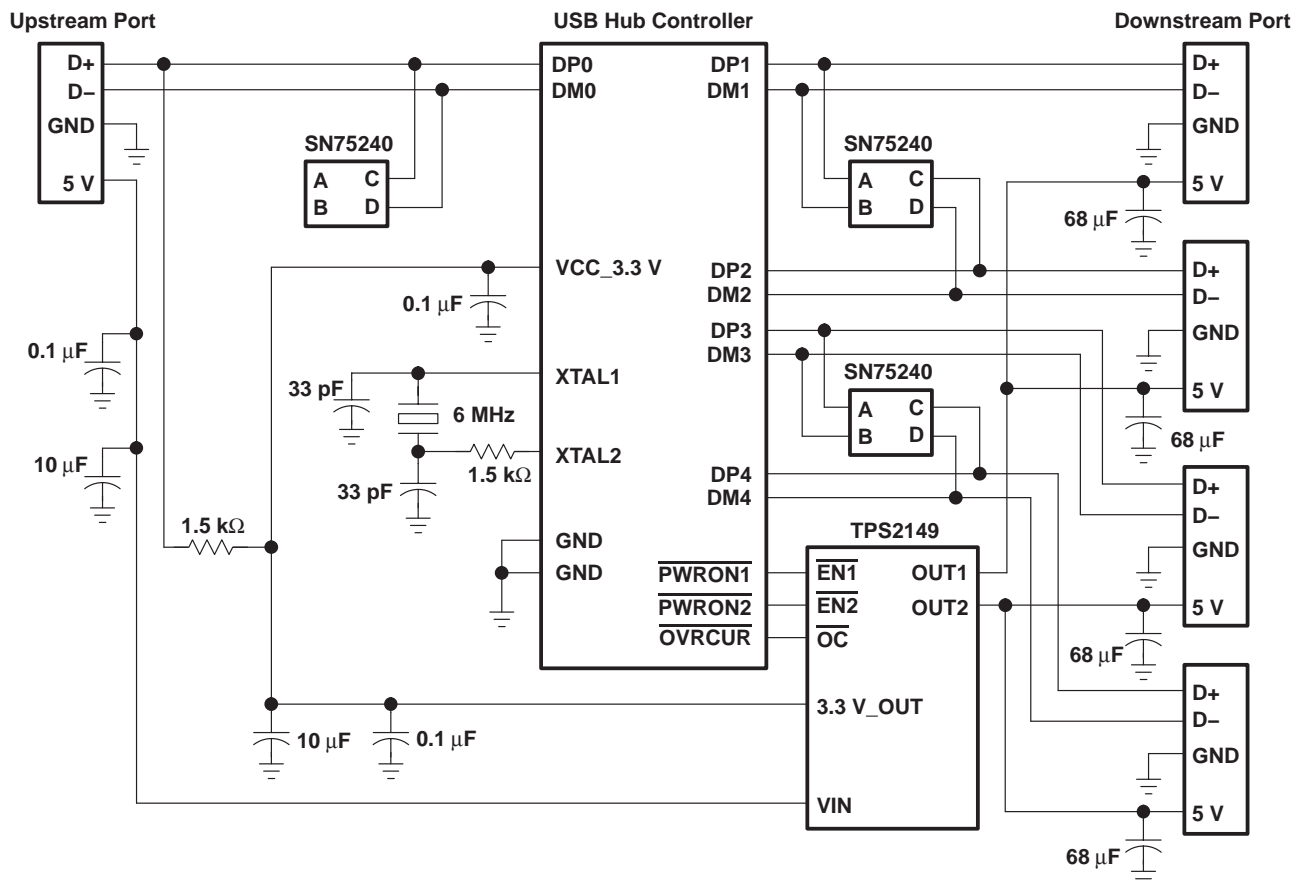 Upstream Port
USB Hub Controller
Downstream Port
D+
D−
GND
5 V
DP0
DM0
DP1
DM1
D+
D−
GND
5 V
SN75240
A C
B D
SN75240
A C
B D
68 μF
VCC_3.3 V
0.1 μF
DP2
DM2
D+
D−
GND
5 V
68 μF
0.1 μF
10 μF
XTAL1
33 pF
6 MHz
XTAL2
1.5 kΩ
33 pF
DP3
DM3
SN75240
A C
B D
DP4
DM4
D+
D−
GND
5 V
68 μF
1.5 kΩ
GND
GND
PWRON1
PWRON2
OVRCUR
TPS2149
EN1 OUT1
EN2 OUT2
OC
3.3 V_OUT
VIN
10 μF
0.1 μF
D+
D−
GND
5 V
68 μF